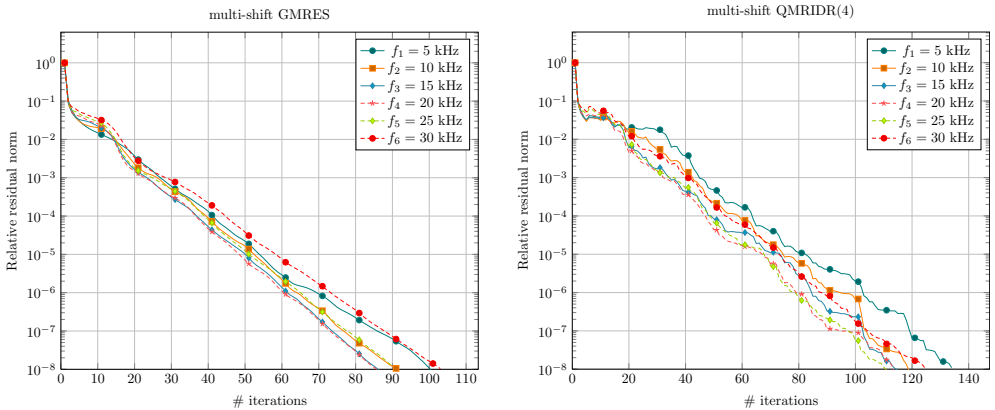 multi-shift GMRES
Relative residual norm
10⁰
10⁻¹
10⁻²
10⁻³
10⁻⁴
10⁻⁵
10⁻⁶
10⁻⁷
10⁻⁸
0 10 20 30 40 50 60 70 80 90 100 110
# iterations
f₁ = 5 kHz
f₂ = 10 kHz
f₃ = 15 kHz
f₄ = 20 kHz
f₅ = 25 kHz
f₆ = 30 kHz
multi-shift QMRIDR(4)
Relative residual norm
10⁰
10⁻¹
10⁻²
10⁻³
10⁻⁴
10⁻⁵
10⁻⁶
10⁻⁷
10⁻⁸
0 20 40 60 80 100 120 140
# iterations
f₁ = 5 kHz
f₂ = 10 kHz
f₃ = 15 kHz
f₄ = 20 kHz
f₅ = 25 kHz
f₆ = 30 kHz